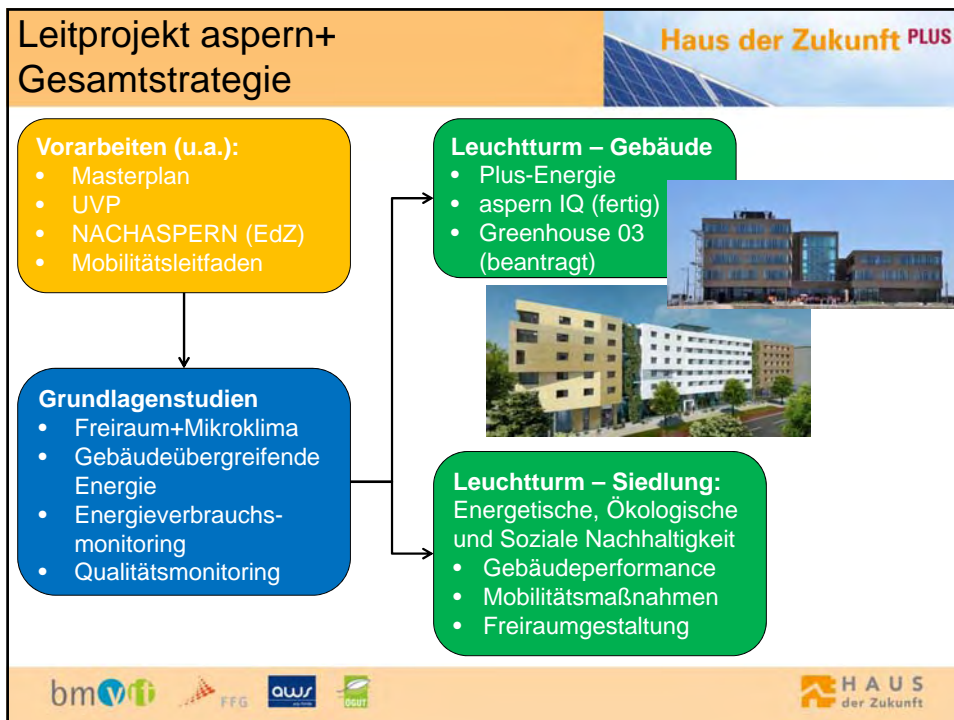 Leitprojekt aspern+
Gesamtstrategie
Haus der Zukunft PLUS
Vorarbeiten (u.a.):
• Masterplan
• UVP
• NACHASPERN (EdZ)
• Mobilitätsleitfaden
Grundlagenstudien
• Freiraum+Mikroklima
• Gebäudeübergreifende
Energie
• Energieverbrauchs-
monitoring
• Qualitätsmonitoring
Leuchtturm – Gebäude
• Plus-Energie
• aspern IQ (fertig)
• Greenhouse 03
(beantragt)
Leuchtturm – Siedlung:
Energetische, Ökologische
und Soziale Nachhaltigkeit
• Gebäudeperformance
• Mobilitätsmaßnahmen
• Freiraumgestaltung
bmvit
FFG
aws
ÖGUT
HAUS
der Zukunft